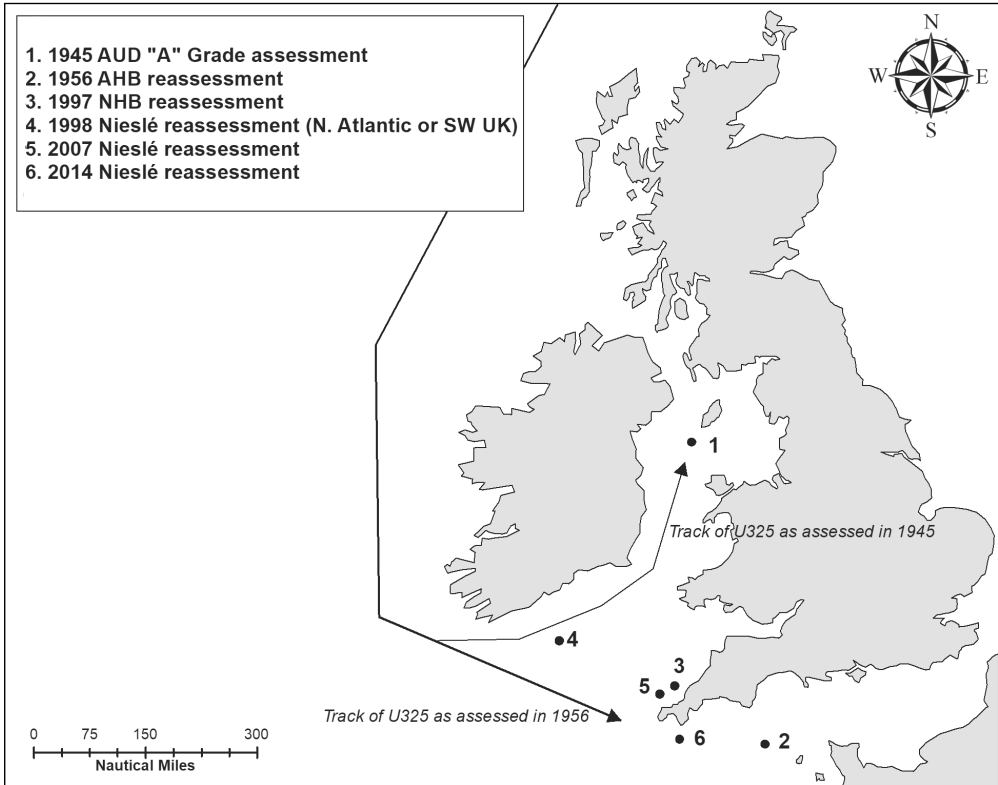 1. 1945 AUD "A" Grade assessment
2. 1956 AHB reassessment
3. 1997 NHB reassessment
4. 1998 Nieslé reassessment (N. Atlantic or SW UK)
5. 2007 Nieslé reassessment
6. 2014 Nieslé reassessment
N
W
E
S
1
Track of U325 as assessed in 1945
4
3
5
Track of U325 as assessed in 1956
6
2
0 75 150 300
Nautical Miles